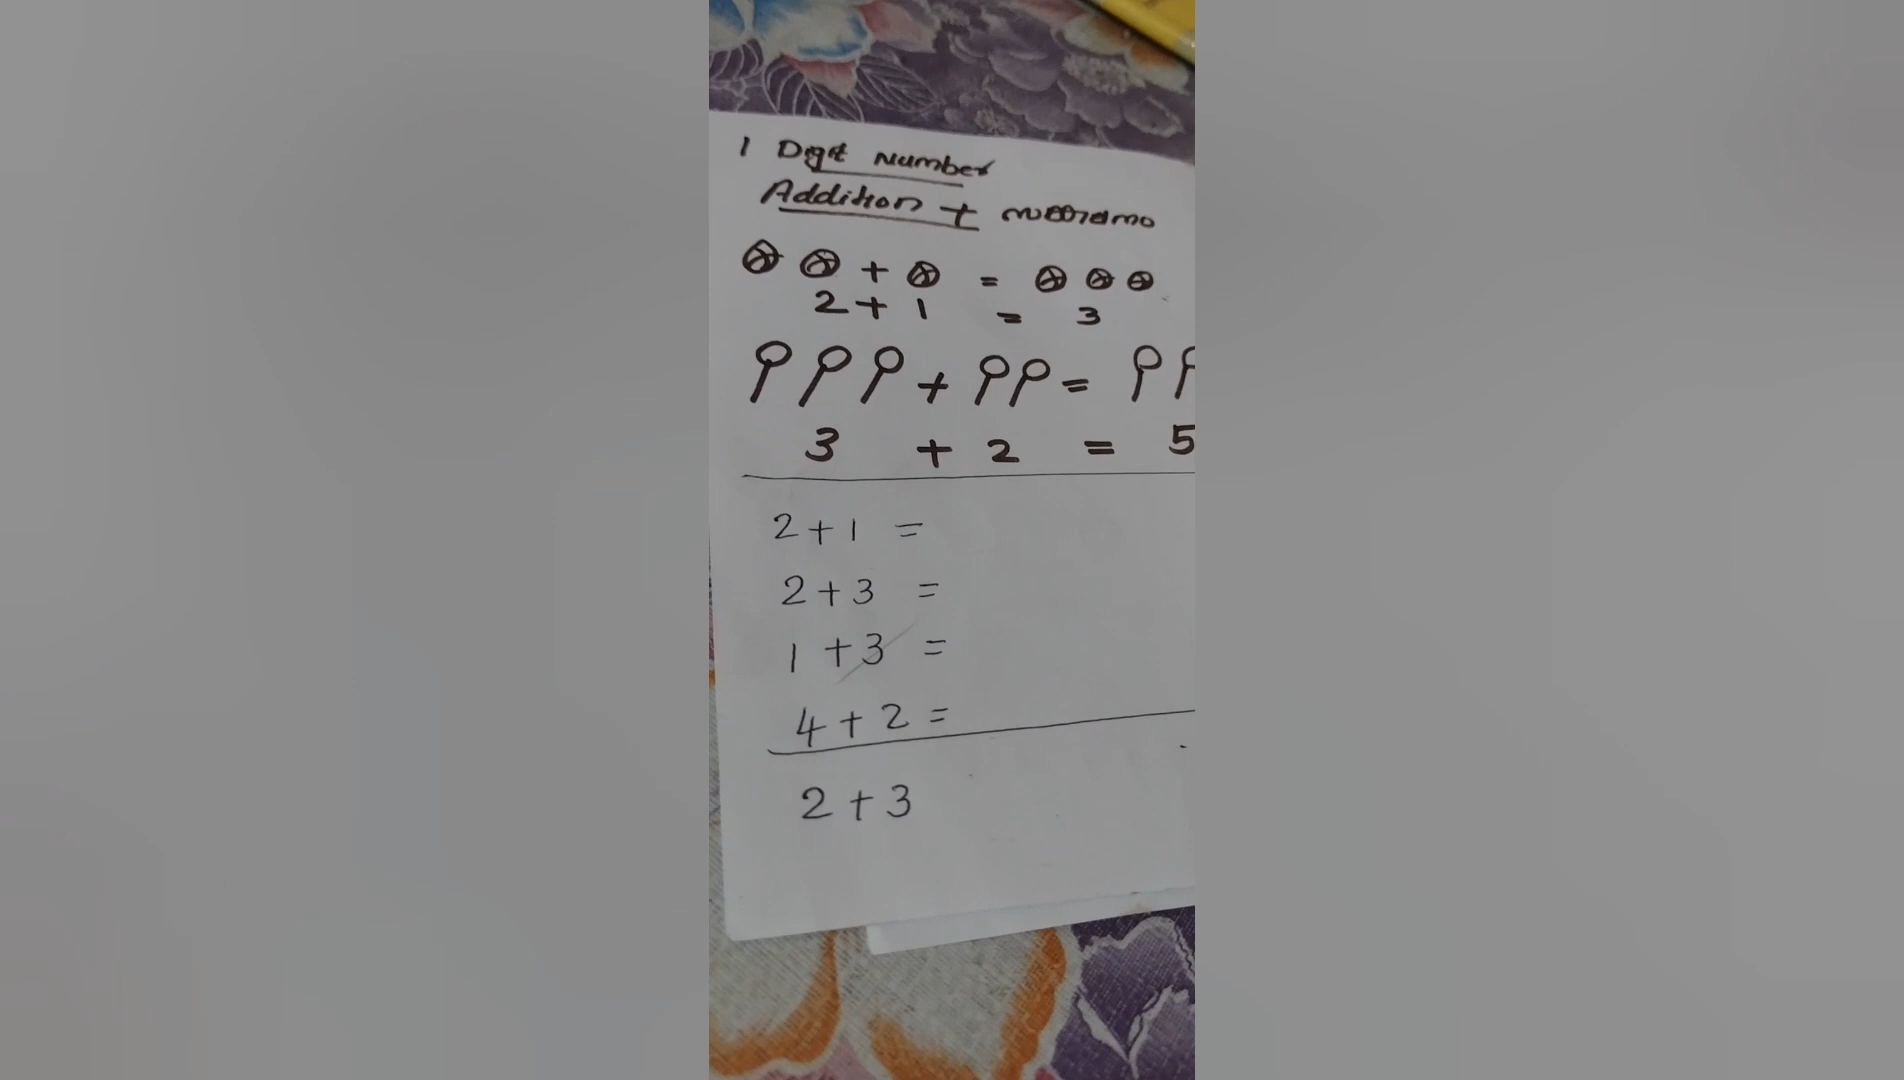 1 Digit Number
Addition +
+ =
2 + 1 = 3
+ =
3 + 2 = 5
2 + 1 =
2 + 3 =
1 + 3 =
4 + 2 =
2 + 3